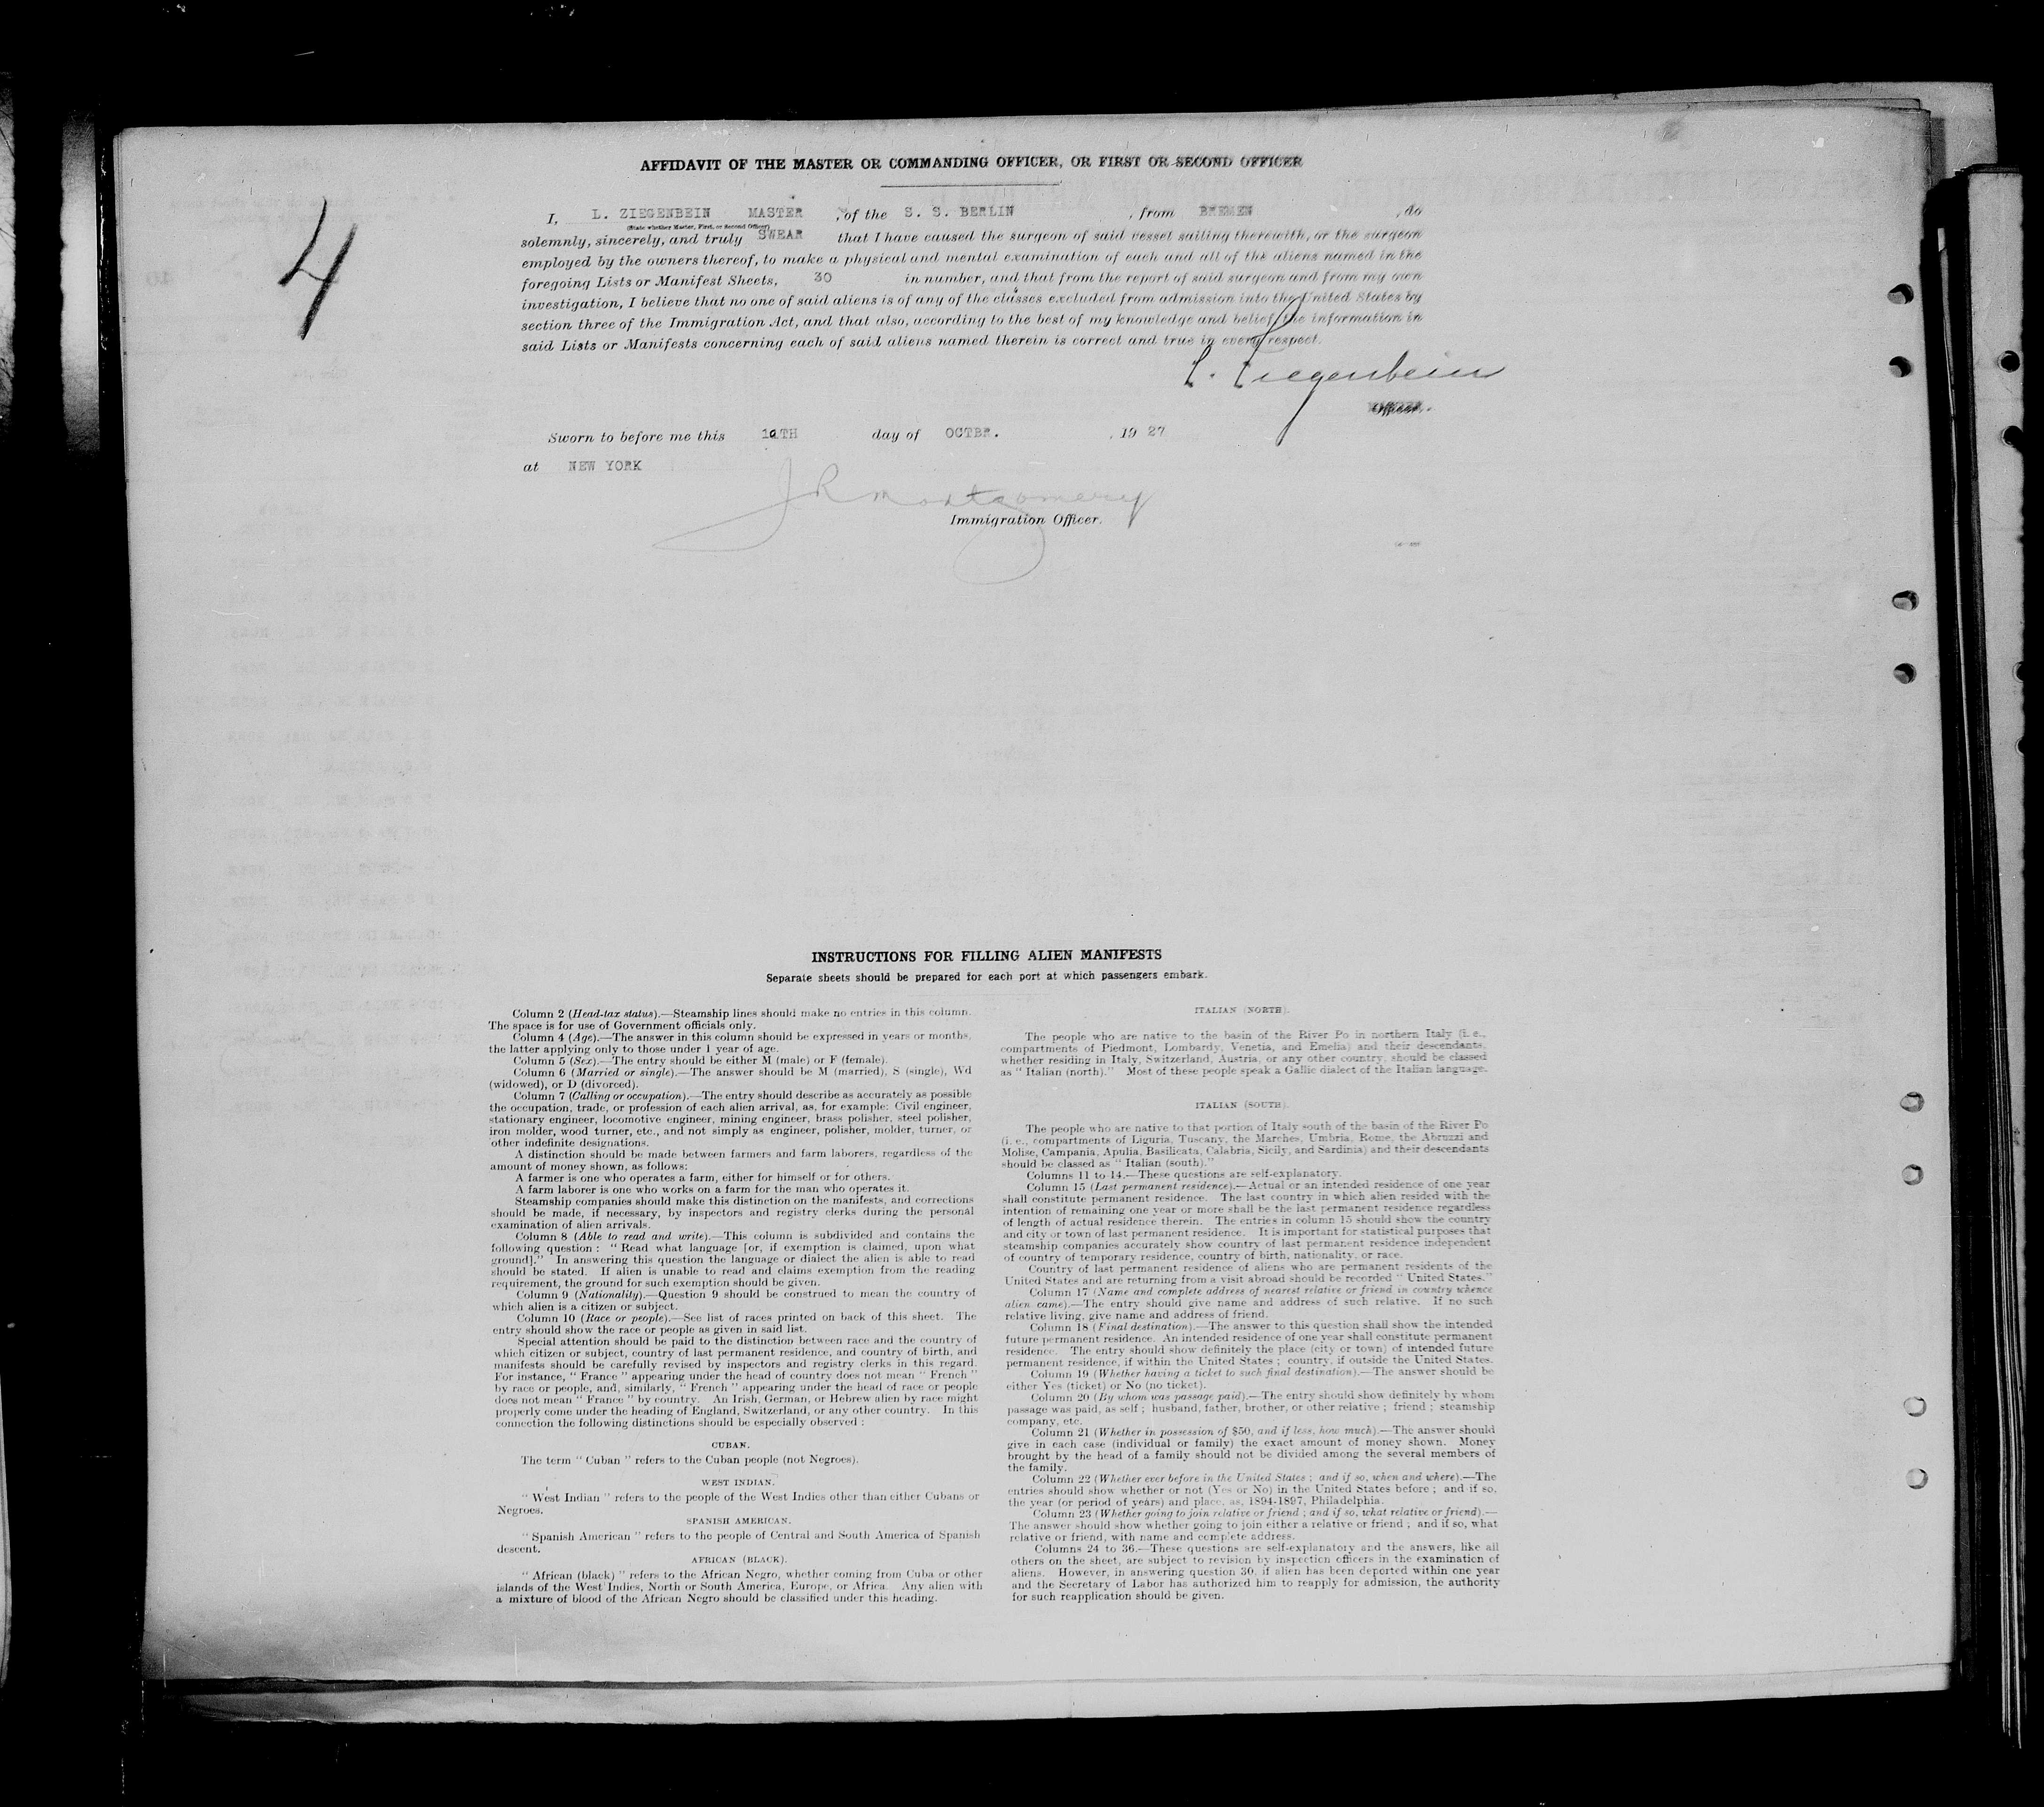 AFFIDAVIT OF THE MASTER OR COMMANDING OFFICER, OR FIRST OR SECOND OFFICER
4
I, L. ZIEGENBEIN MASTER , of the S. S. BERLIN , from BREMEN , do
(State whether Master, First, or Second Officer)
solemnly, sincerely, and truly SWEAR that I have caused the surgeon of said vessel sailing therewith, or the surgeon
employed by the owners thereof, to make a physical and mental examination of each and all of the aliens named in the
foregoing Lists or Manifest Sheets, 30 in number, and that from the report of said surgeon and from my own
investigation, I believe that no one of said aliens is of any of the classes excluded from admission into the United States by
section three of the Immigration Act, and that also, according to the best of my knowledge and belief, the information in
said Lists or Manifests concerning each of said aliens named therein is correct and true in every respect.
L. Ziegenbein
Officer.
Sworn to before me this 10TH day of OCTBR. , 19 27
at NEW YORK
J R Montgomery
Immigration Officer.
INSTRUCTIONS FOR FILLING ALIEN MANIFESTS
Separate sheets should be prepared for each port at which passengers embark.
Column 2 (Head-tax status).—Steamship lines should make no entries in this column.
The space is for use of Government officials only.
Column 4 (Age).—The answer in this column should be expressed in years or months,
the latter applying only to those under 1 year of age.
Column 5 (Sex).—The entry should be either M (male) or F (female).
Column 6 (Married or single).—The answer should be M (married), S (single), Wd
(widowed), or D (divorced).
Column 7 (Calling or occupation).—The entry should describe as accurately as possible
the occupation, trade, or profession of each alien arrival, as, for example: Civil engineer,
stationary engineer, locomotive engineer, mining engineer, brass polisher, steel polisher,
iron molder, wood turner, etc., and not simply as engineer, polisher, molder, turner, or
other indefinite designations.
A distinction should be made between farmers and farm laborers, regardless of the
amount of money shown, as follows:
A farmer is one who operates a farm, either for himself or for others.
A farm laborer is one who works on a farm for the man who operates it.
Steamship companies should make this distinction on the manifests, and corrections
should be made, if necessary, by inspectors and registry clerks during the personal
examination of alien arrivals.
Column 8 (Able to read and write).—This column is subdivided and contains the
following question: "Read what language [or, if exemption is claimed, upon what
ground]." In answering this question the language or dialect the alien is able to read
should be stated. If alien is unable to read and claims exemption from the reading
requirement, the ground for such exemption should be given.
Column 9 (Nationality).—Question 9 should be construed to mean the country of
which alien is a citizen or subject.
Column 10 (Race or people).—See list of races printed on back of this sheet. The
entry should show the race or people as given in said list.
Special attention should be paid to the distinction between race and the country of
which citizen or subject, country of last permanent residence, and country of birth, and
manifests should be carefully revised by inspectors and registry clerks in this regard.
For instance, "France" appearing under the head of country does not mean "French"
by race or people, and, similarly, "French" appearing under the head of race or people
does not mean "France" by country. An Irish, German, or Hebrew alien by race might
properly come under the heading of England, Switzerland, or any other country. In this
connection the following distinctions should be especially observed:
CUBAN.
The term "Cuban" refers to the Cuban people (not Negroes).
WEST INDIAN.
"West Indian" refers to the people of the West Indies other than either Cubans or
Negroes.
SPANISH AMERICAN.
"Spanish American" refers to the people of Central and South America of Spanish
descent.
AFRICAN (BLACK).
"African (black)" refers to the African Negro, whether coming from Cuba or other
islands of the West Indies, North or South America, Europe, or Africa. Any alien with
a mixture of blood of the African Negro should be classified under this heading.
ITALIAN (NORTH).
The people who are native to the basin of the River Po in northern Italy (i. e.,
compartments of Piedmont, Lombardy, Venetia, and Emelia) and their descendants,
whether residing in Italy, Switzerland, Austria, or any other country, should be classed
as "Italian (north)." Most of these people speak a Gallic dialect of the Italian language.
ITALIAN (SOUTH).
The people who are native to that portion of Italy south of the basin of the River Po
(i. e., compartments of Liguria, Tuscany, the Marches, Umbria, Rome, the Abruzzi and
Molise, Campania, Apulia, Basilicata, Calabria, Sicily, and Sardinia) and their descendants
should be classed as "Italian (south)."
Columns 11 to 14.—These questions are self-explanatory.
Column 15 (Last permanent residence).—Actual or an intended residence of one year
shall constitute permanent residence. The last country in which alien resided with the
intention of remaining one year or more shall be the last permanent residence regardless
of length of actual residence therein. The entries in column 15 should show the country
and city or town of last permanent residence. It is important for statistical purposes that
steamship companies accurately show country of last permanent residence independent
of country of temporary residence, country of birth, nationality, or race.
Country of last permanent residence of aliens who are permanent residents of the
United States and are returning from a visit abroad should be recorded "United States."
Column 17 (Name and complete address of nearest relative or friend in country whence
alien came).—The entry should give name and address of such relative. If no such
relative living, give name and address of friend.
Column 18 (Final destination).—The answer to this question shall show the intended
future permanent residence. An intended residence of one year shall constitute permanent
residence. The entry should show definitely the place (city or town) of intended future
permanent residence, if within the United States; country, if outside the United States.
Column 19 (Whether having a ticket to such final destination).—The answer should be
either Yes (ticket) or No (no ticket).
Column 20 (By whom was passage paid).—The entry should show definitely by whom
passage was paid, as self; husband, father, brother, or other relative; friend; steamship
company, etc.
Column 21 (Whether in possession of $50, and if less, how much).—The answer should
give in each case (individual or family) the exact amount of money shown. Money
brought by the head of a family should not be divided among the several members of
the family.
Column 22 (Whether ever before in the United States; and if so, when and where).—The
entries should show whether or not (Yes or No) in the United States before; and if so,
the year (or period of years) and place, as, 1894-1897, Philadelphia.
Column 23 (Whether going to join relative or friend; and if so, what relative or friend).—
The answer should show whether going to join either a relative or friend; and if so, what
relative or friend, with name and complete address.
Columns 24 to 36.—These questions are self-explanatory and the answers, like all
others on the sheet, are subject to revision by inspection officers in the examination of
aliens. However, in answering question 30, if alien has been deported within one year
and the Secretary of Labor has authorized him to reapply for admission, the authority
for such reapplication should be given.